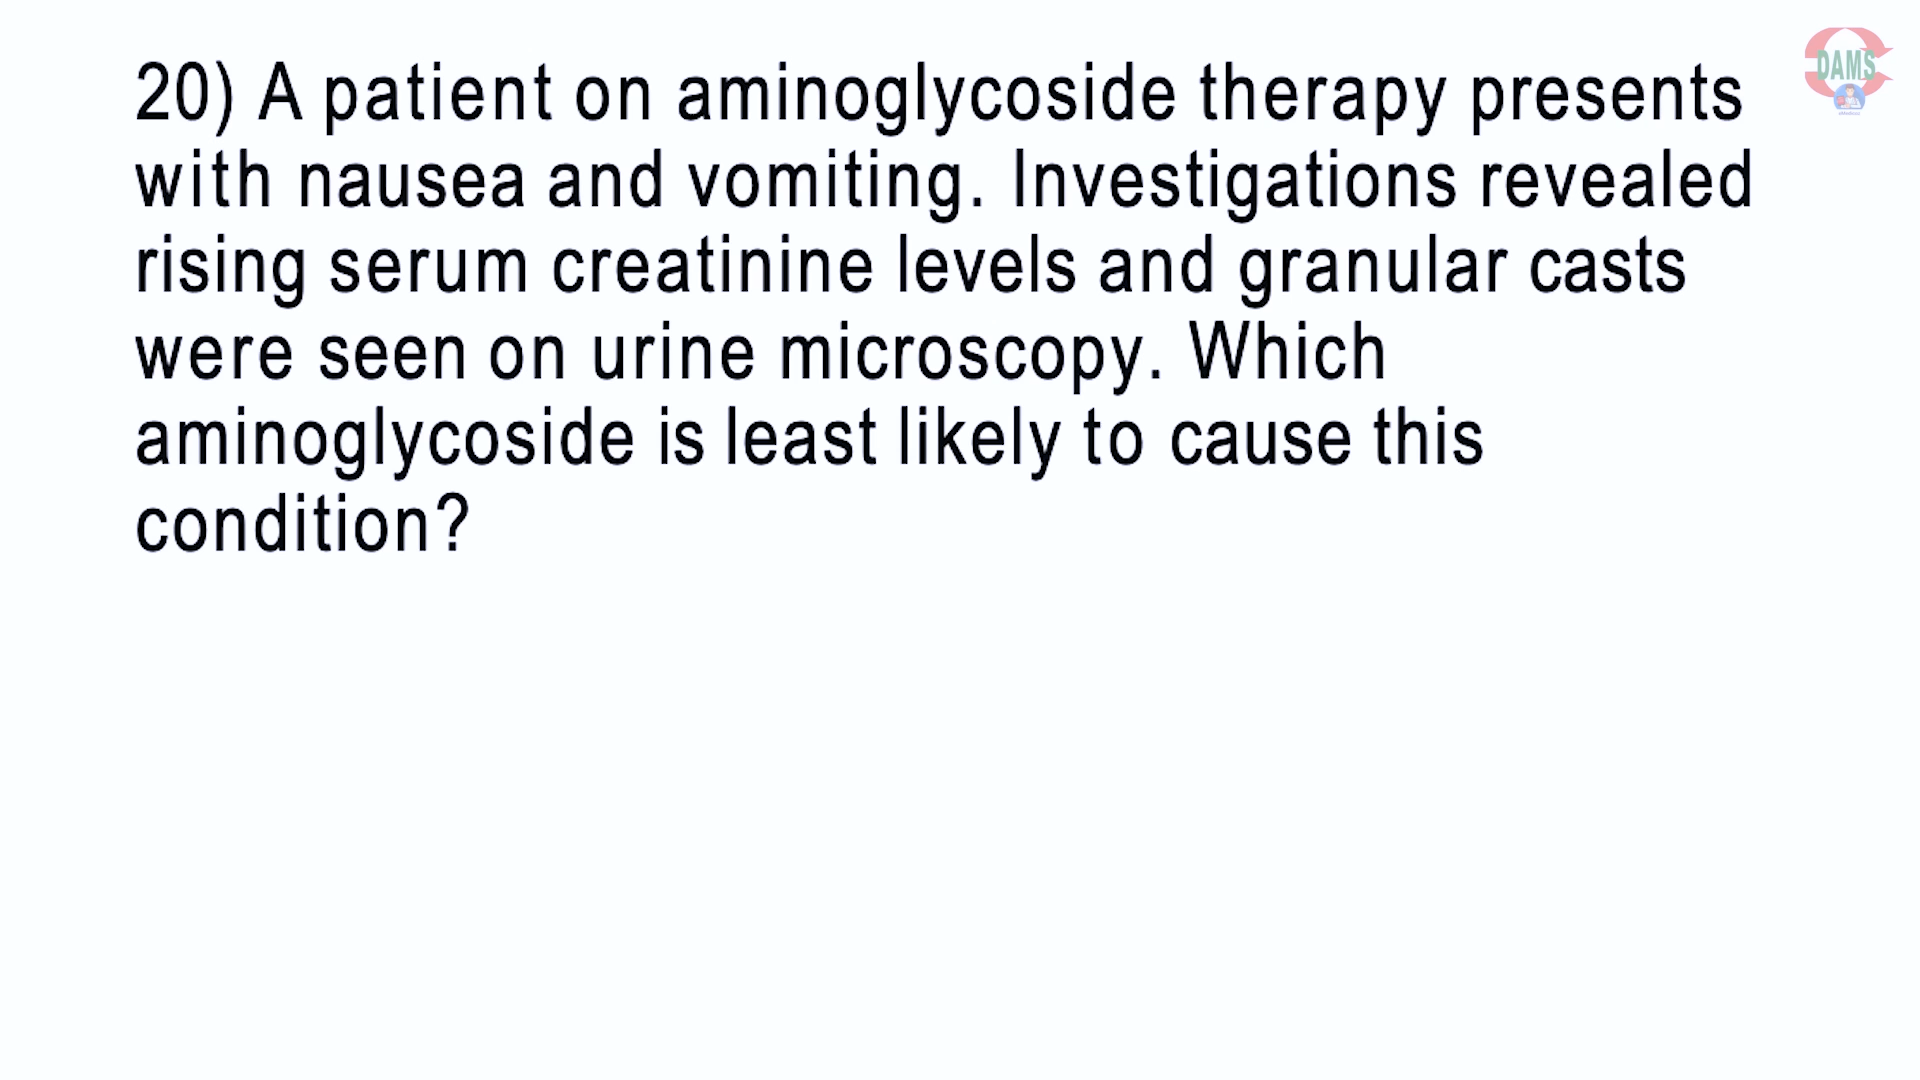 20) A patient on aminoglycoside therapy presents
with nausea and vomiting. Investigations revealed
rising serum creatinine levels and granular casts
were seen on urine microscopy. Which
aminoglycoside is least likely to cause this
condition?
DAMS